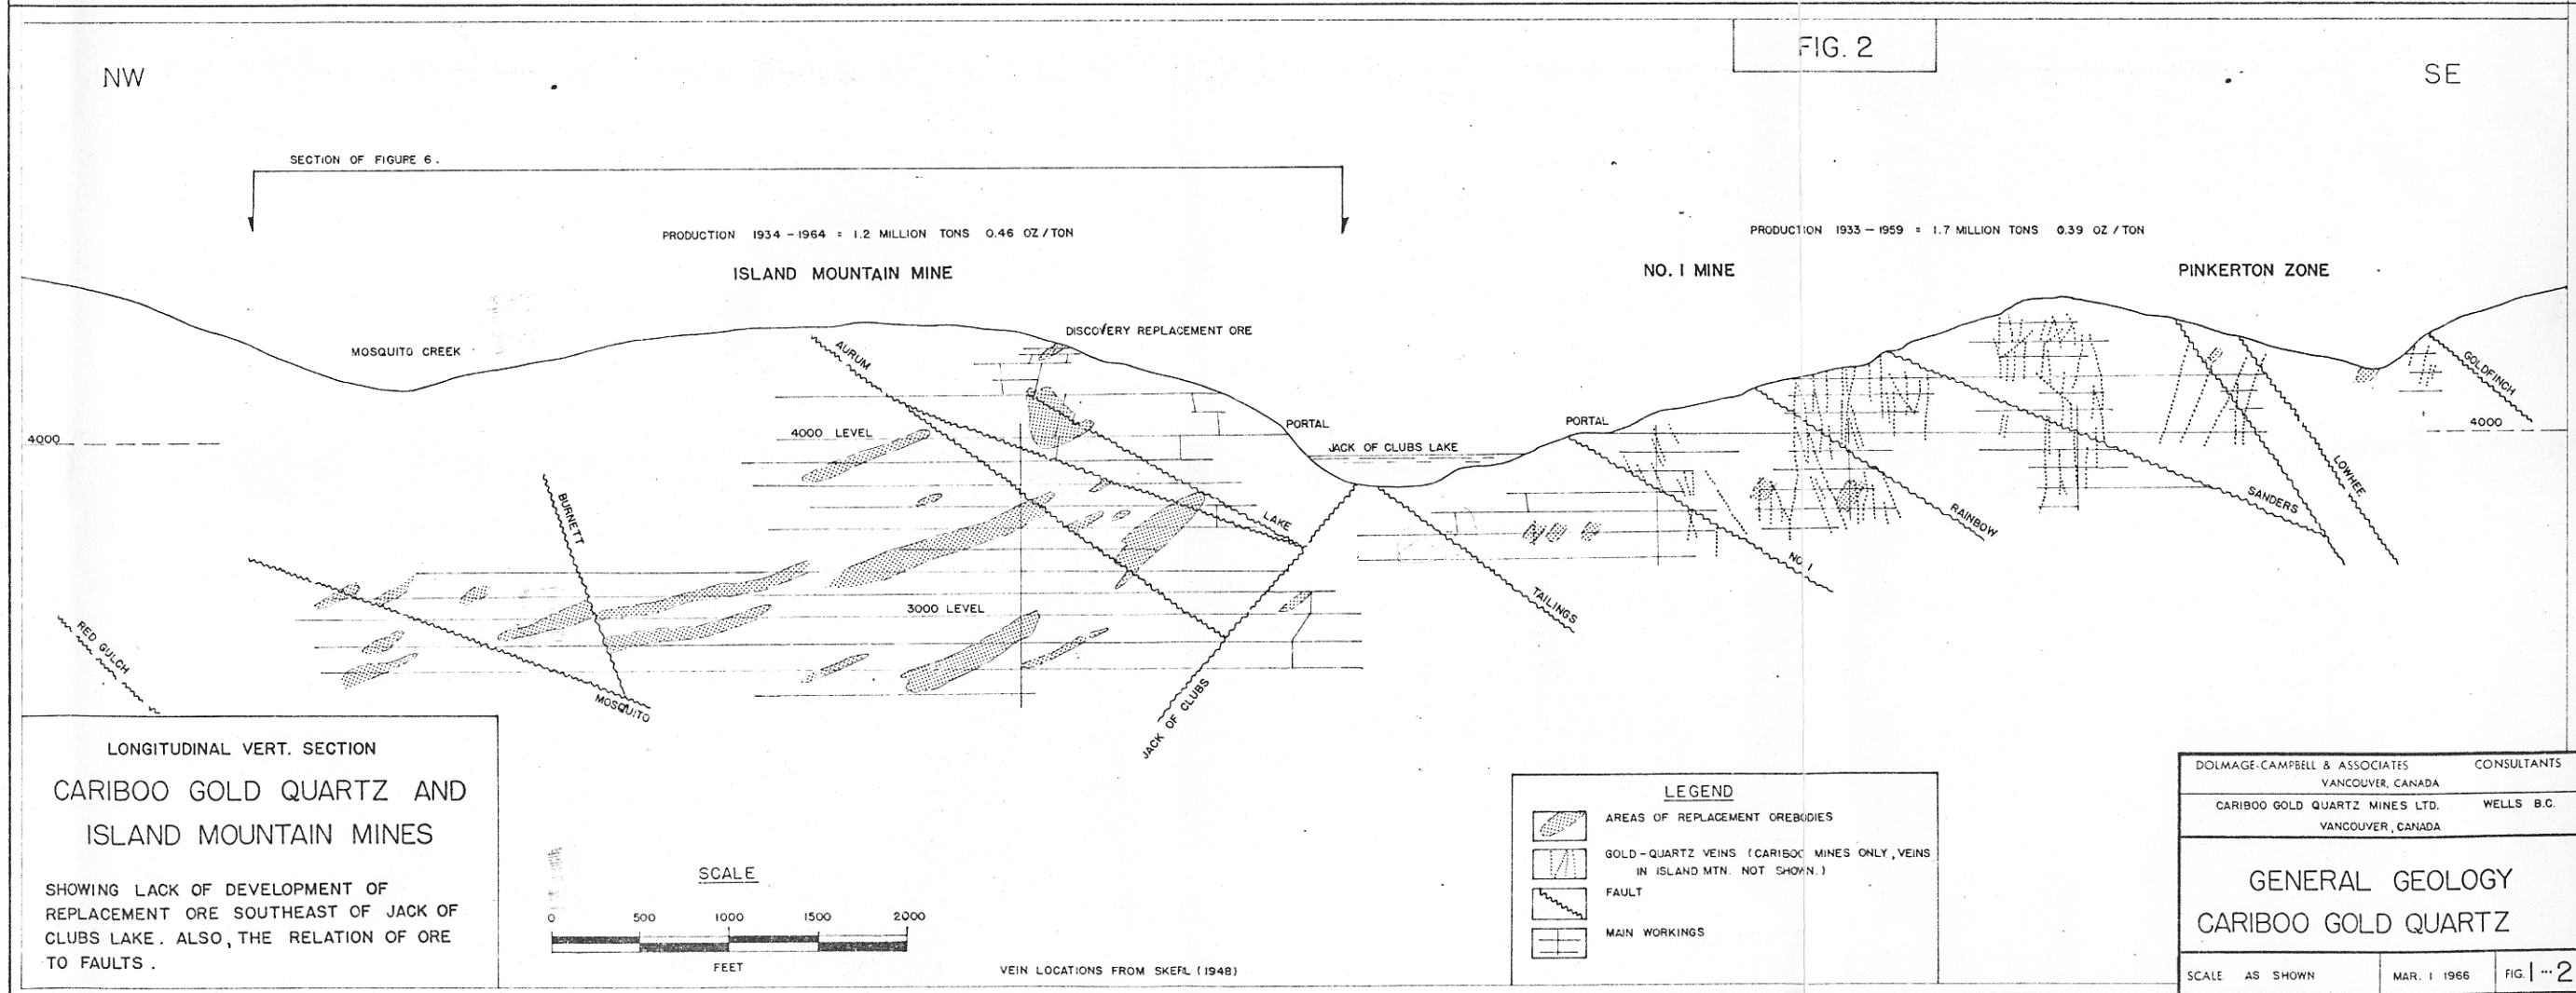 FIG. 2
NW
SE
SECTION OF FIGURE 6.
PRODUCTION 1934 - 1964 = 1.2 MILLION TONS 0.46 OZ / TON
PRODUCTION 1933 - 1959 = 1.7 MILLION TONS 0.39 OZ / TON
ISLAND MOUNTAIN MINE
NO. 1 MINE
PINKERTON ZONE
MOSQUITO CREEK
AURUM
DISCOVERY REPLACEMENT ORE
GOLDFINCH
4000
4000 LEVEL
PORTAL
JACK OF CLUBS LAKE
PORTAL
4000
BURNETT
LAKE
LOWHEE
SANDERS
RAINBOW
NO. 1
TAILINGS
3000 LEVEL
RED GULCH
MOSQUITO
JACK OF CLUBS
LONGITUDINAL VERT. SECTION
CARIBOO GOLD QUARTZ AND
ISLAND MOUNTAIN MINES
SHOWING LACK OF DEVELOPMENT OF
REPLACEMENT ORE SOUTHEAST OF JACK OF
CLUBS LAKE. ALSO, THE RELATION OF ORE
TO FAULTS.
SCALE
0 500 1000 1500 2000
FEET
VEIN LOCATIONS FROM (1948)
LEGEND
AREAS OF REPLACEMENT OREBODIES
GOLD - QUARTZ VEINS (CARIBOO MINES ONLY, VEINS
IN ISLAND MTN. NOT SHOWN.)
FAULT
MAIN WORKINGS
DOLMAGE-CAMPBELL & ASSOCIATES CONSULTANTS
VANCOUVER, CANADA
CARIBOO GOLD QUARTZ MINES LTD. WELLS B.C.
VANCOUVER, CANADA
GENERAL GEOLOGY
CARIBOO GOLD QUARTZ
SCALE AS SHOWN
MAR. 1 1966
FIG. 1-2